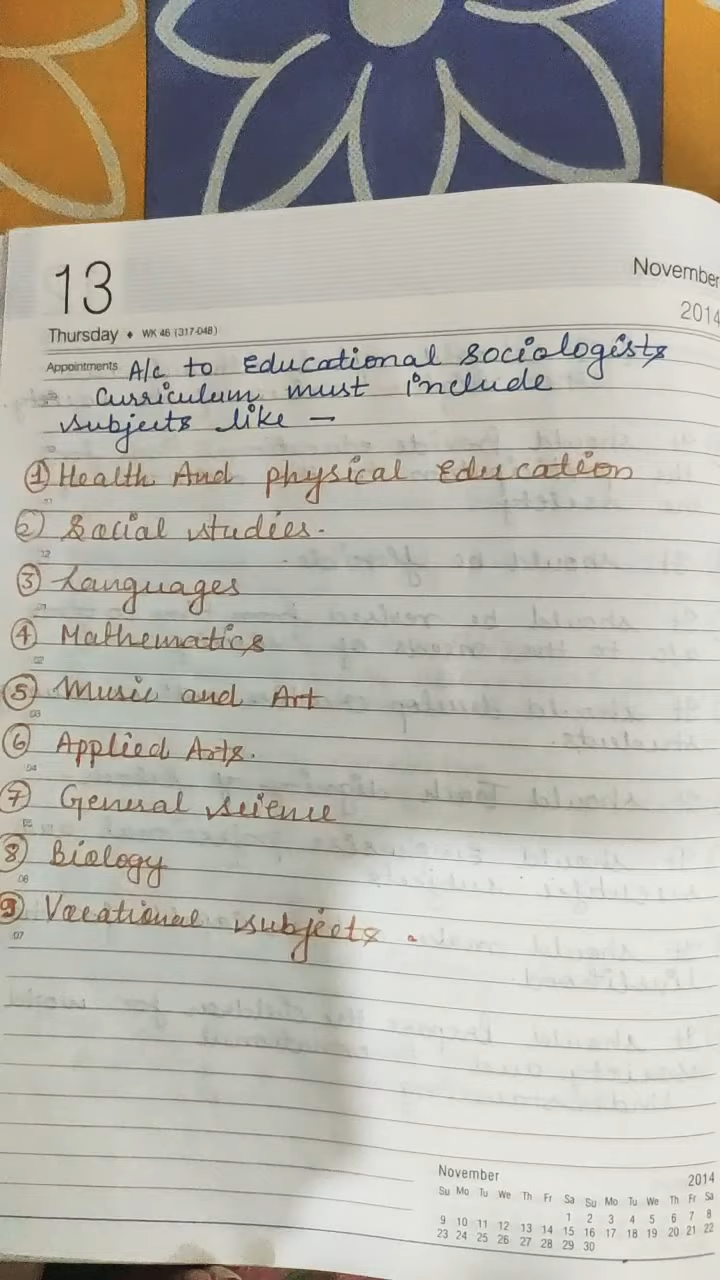 13
November
2014
Thursday • WK 46 (317-048)
Appointments A/c to Educational Sociologists
Curriculum must include
subjects like —
① Health And physical Education
② Social studies.
③ Languages
④ Mathematics
⑤ Music and Art
⑥ Applied Arts.
⑦ General science
⑧ Biology
⑨ Vocational subjects.
November 2014
Su Mo Tu We Th Fr Sa Su Mo Tu We Th Fr Sa
1 2 3 4 5 6 7 8
9 10 11 12 13 14 15 16 17 18 19 20 21 22
23 24 25 26 27 28 29 30